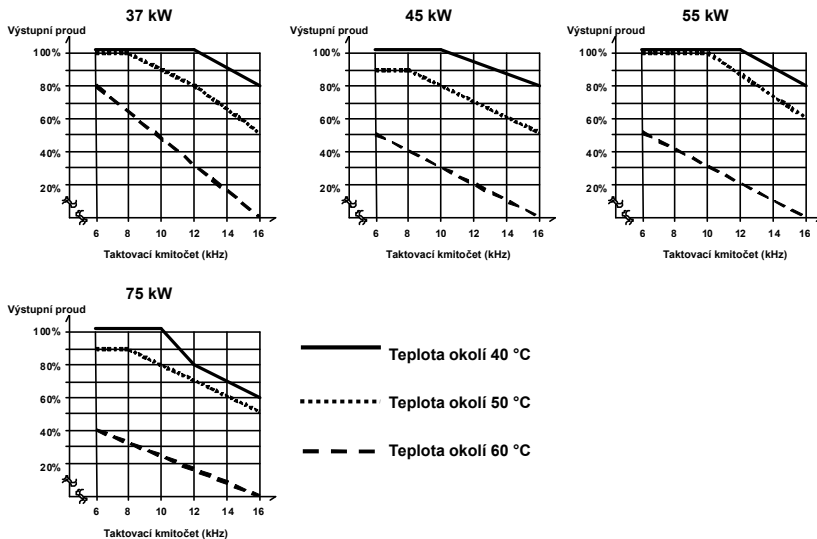 37 kW
Výstupní proud
100%
80%
60%
40%
20%
6 8 10 12 14 16
Taktovací kmitočet (kHz)
45 kW
Výstupní proud
100%
80%
60%
40%
20%
6 8 10 12 14 16
Taktovací kmitočet (kHz)
55 kW
Výstupní proud
100%
80%
60%
40%
20%
6 8 10 12 14 16
Taktovací kmitočet (kHz)
75 kW
Výstupní proud
100%
80%
60%
40%
20%
6 8 10 12 14 16
Taktovací kmitočet (kHz)
Teplota okolí 40 °C
Teplota okolí 50 °C
Teplota okolí 60 °C